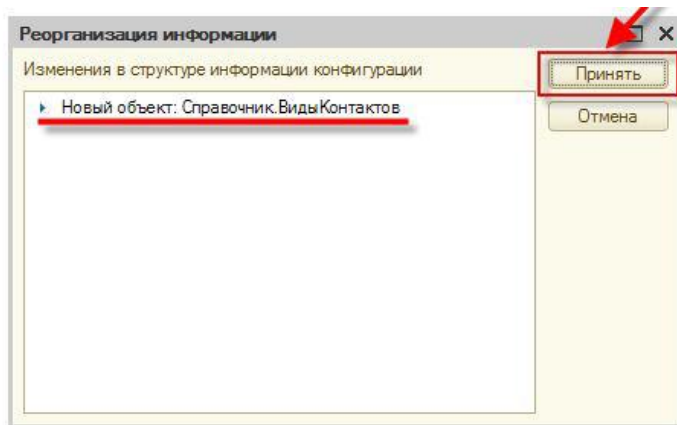 Реорганизация информации
Изменения в структуре информации конфигурации
Новый объект: Справочник.ВидыКонтактов
Принять
Отмена